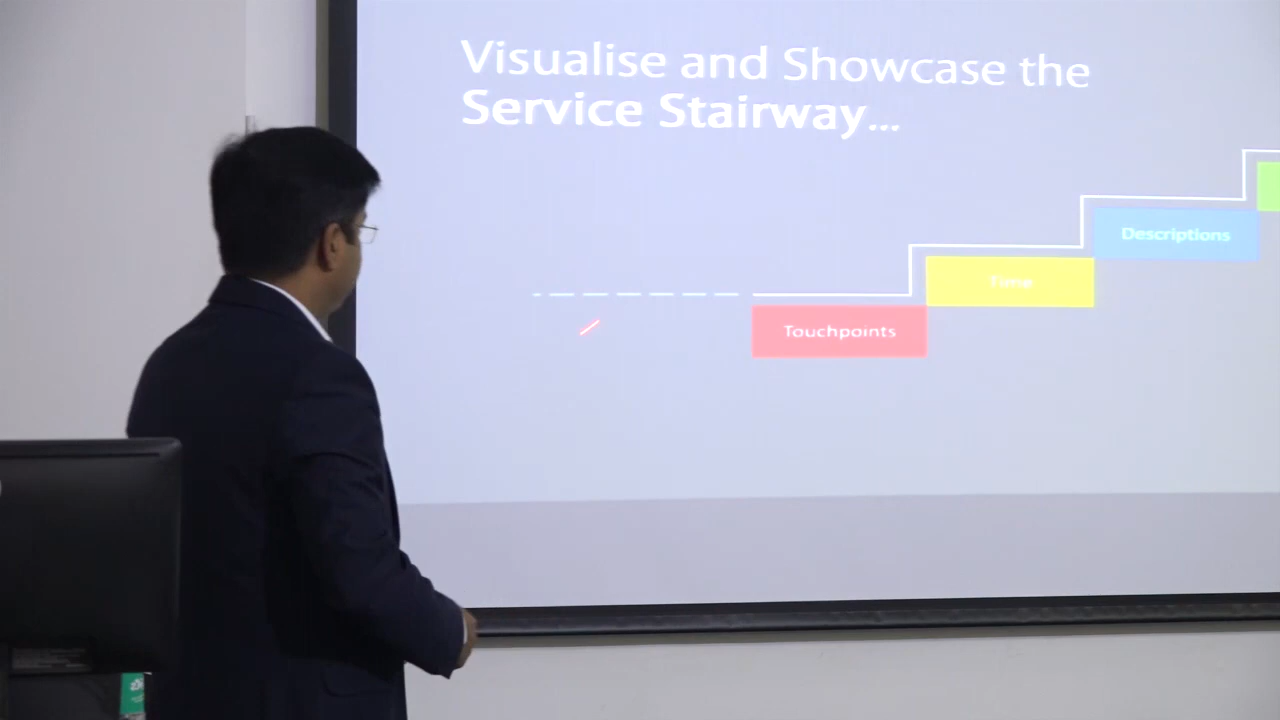 Visualise and Showcase the
Service Stairway...
Descriptions
Time
Touchpoints